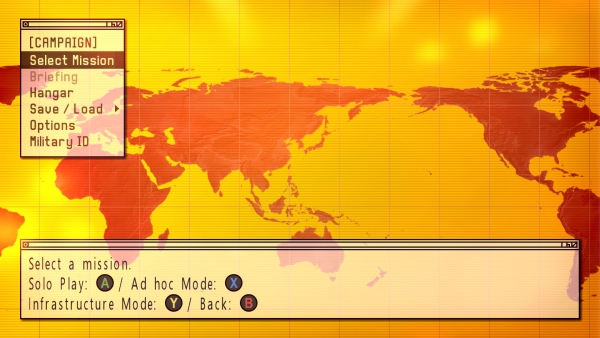 [CAMPAIGN]
Select Mission
Briefing
Hangar
Save / Load
Options
Military ID
Select a mission.
Solo Play: A / Ad hoc Mode: X
Infrastructure Mode: Y / Back: B